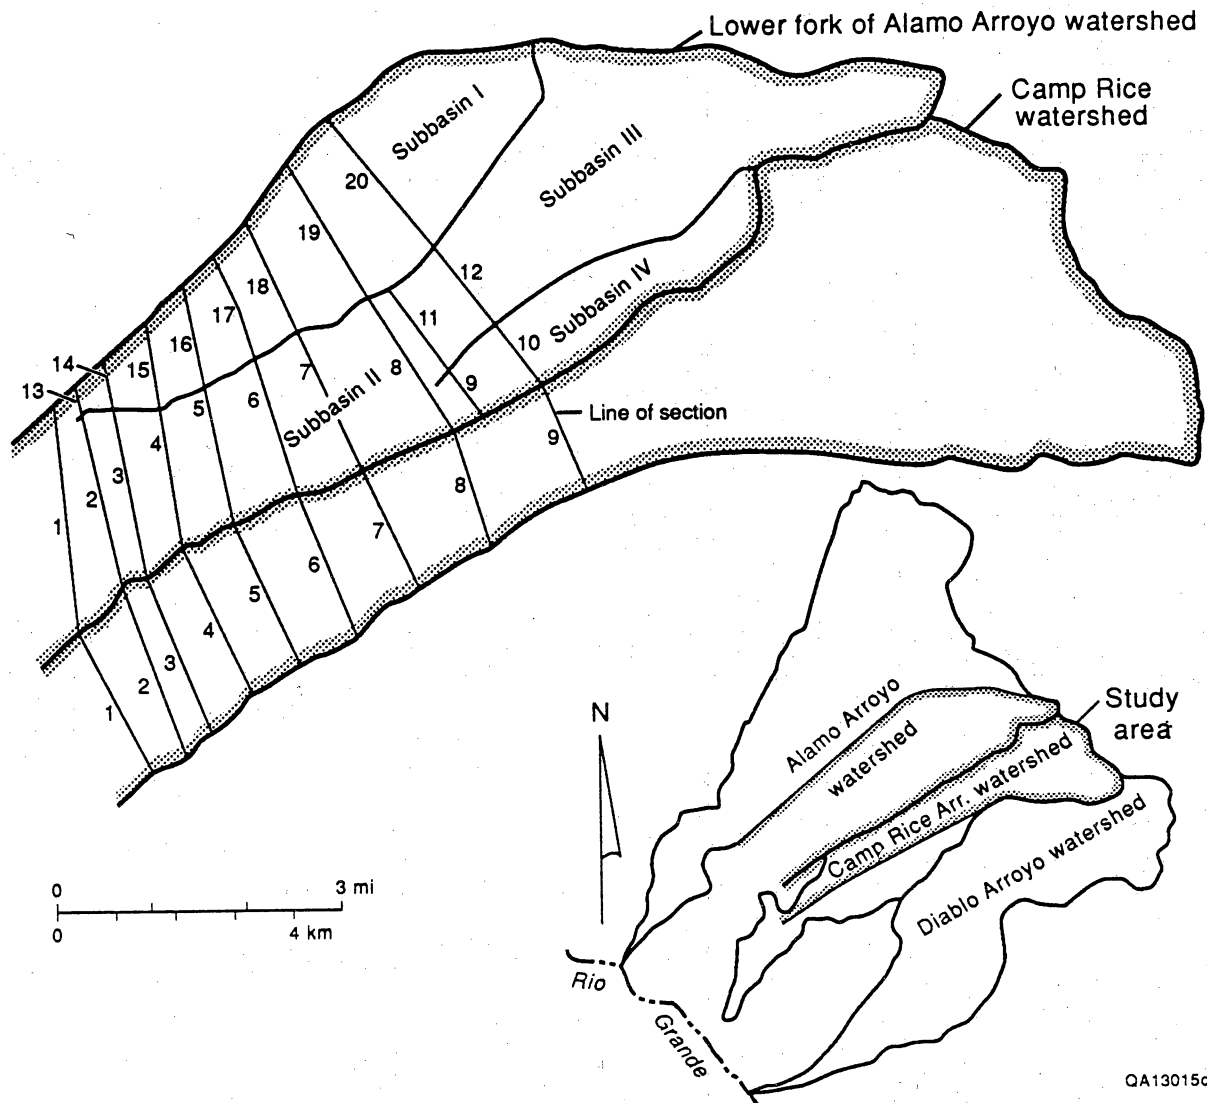 Lower fork of Alamo Arroyo watershed
Camp Rice
watershed
Subbasin I
Subbasin III
20
19
12
18
Subbasin IV
17
11
10
16
15
14
13
8
9
7
6
5
4
3
2
1
Subbasin II
Line of section
9
8
7
6
5
4
3
2
1
N
Study
area
Alamo Arroyo
watershed
Camp Rice Arr. watershed
Diablo Arroyo watershed
0
3 mi
0
4 km
Rio
Grande
QA13015c